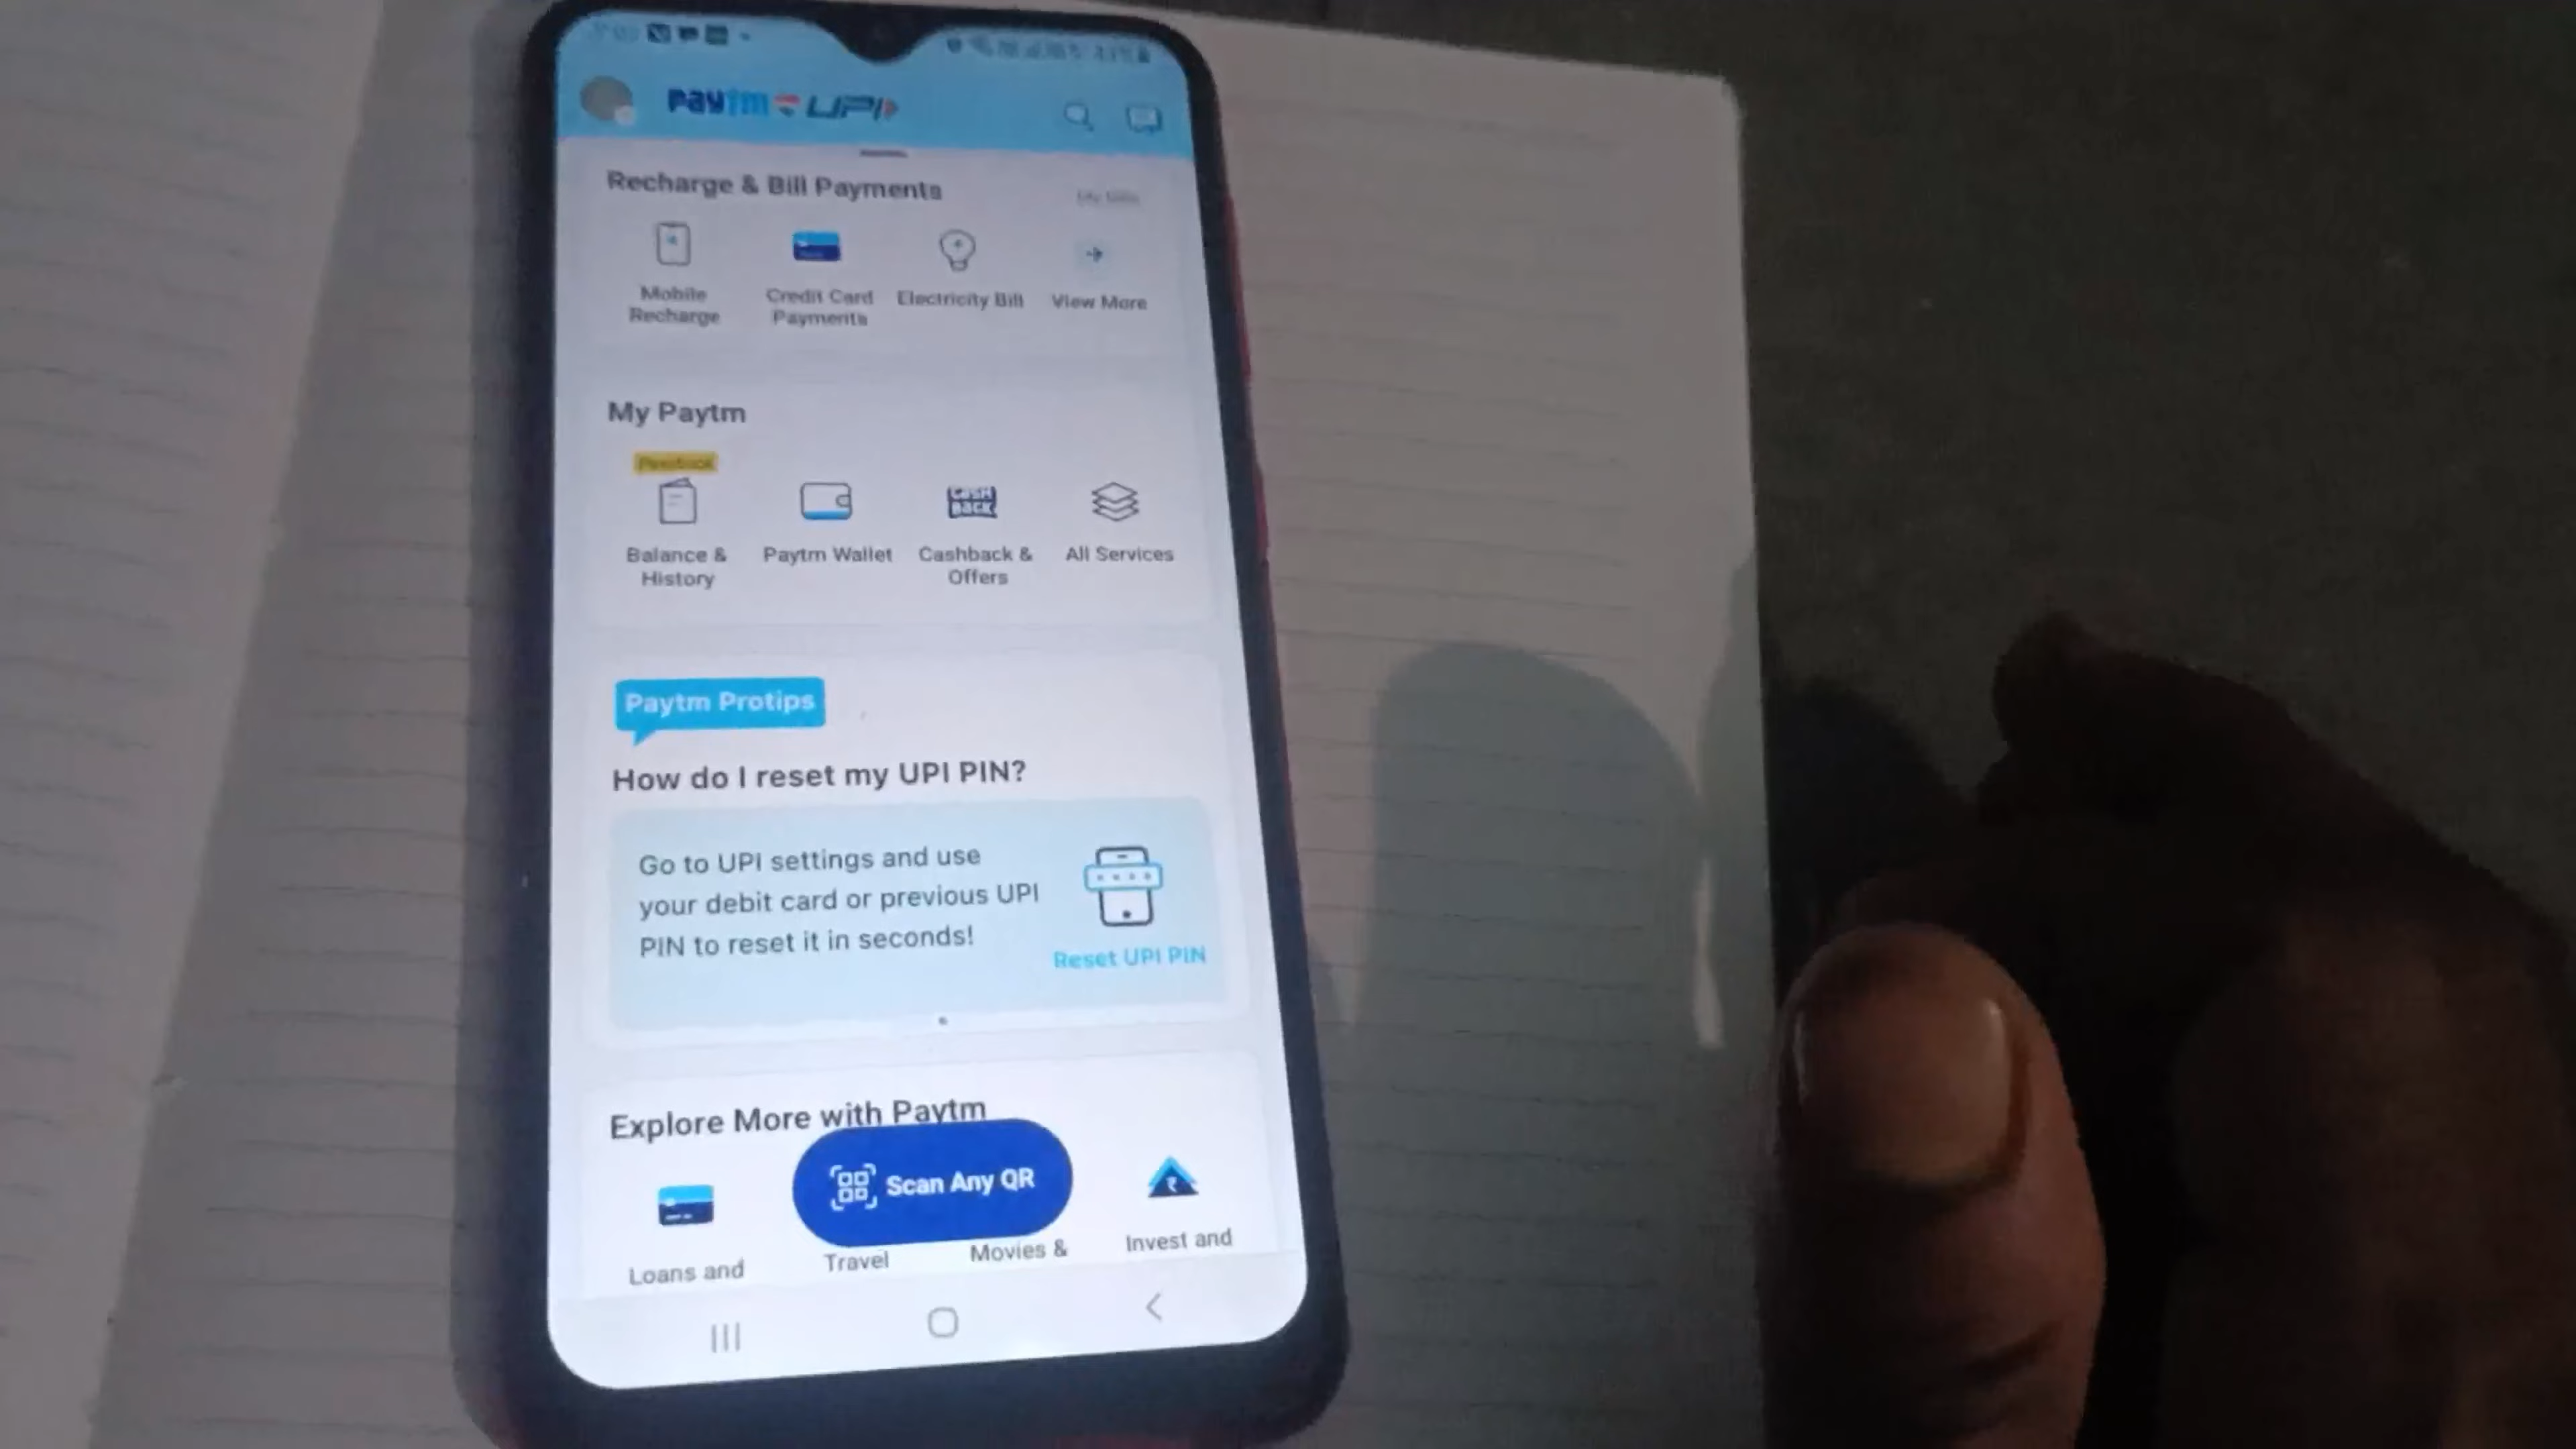 paytm UPI
Recharge & Bill Payments
Mobile
Recharge
Credit Card
Payments
Electricity Bill
View More
My Paytm
Balance &
History
Paytm Wallet
CASH
BACK
Cashback &
Offers
All Services
Paytm Protips
How do I reset my UPI PIN?
Go to UPI settings and use
your debit card or previous UPI
PIN to reset it in seconds!
Reset UPI PIN
Explore More with Paytm
Scan Any QR
Loans and
Travel
Movies &
Invest and